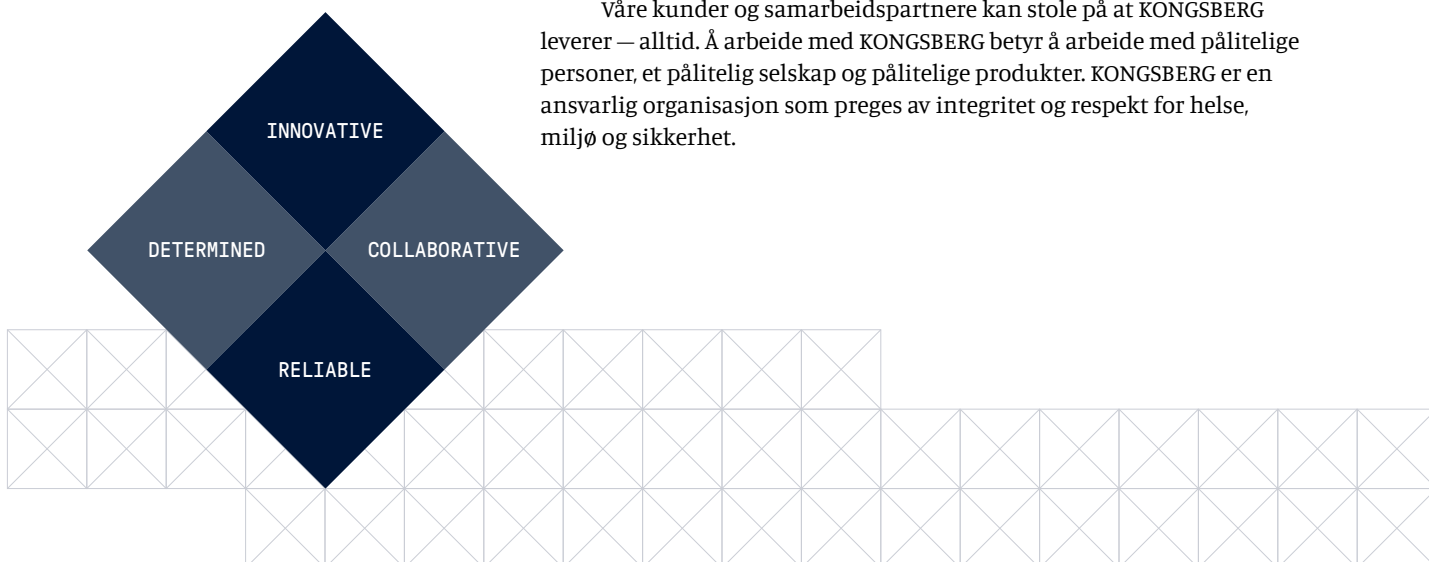 Våre kunder og samarbeidspartnere kan stole på at KONGSBERG
leverer — alltid. Å arbeide med KONGSBERG betyr å arbeide med pålitelige
personer, et pålitelig selskap og pålitelige produkter. KONGSBERG er en
ansvarlig organisasjon som preges av integritet og respekt for helse,
miljø og sikkerhet.
INNOVATIVE
DETERMINED
COLLABORATIVE
RELIABLE